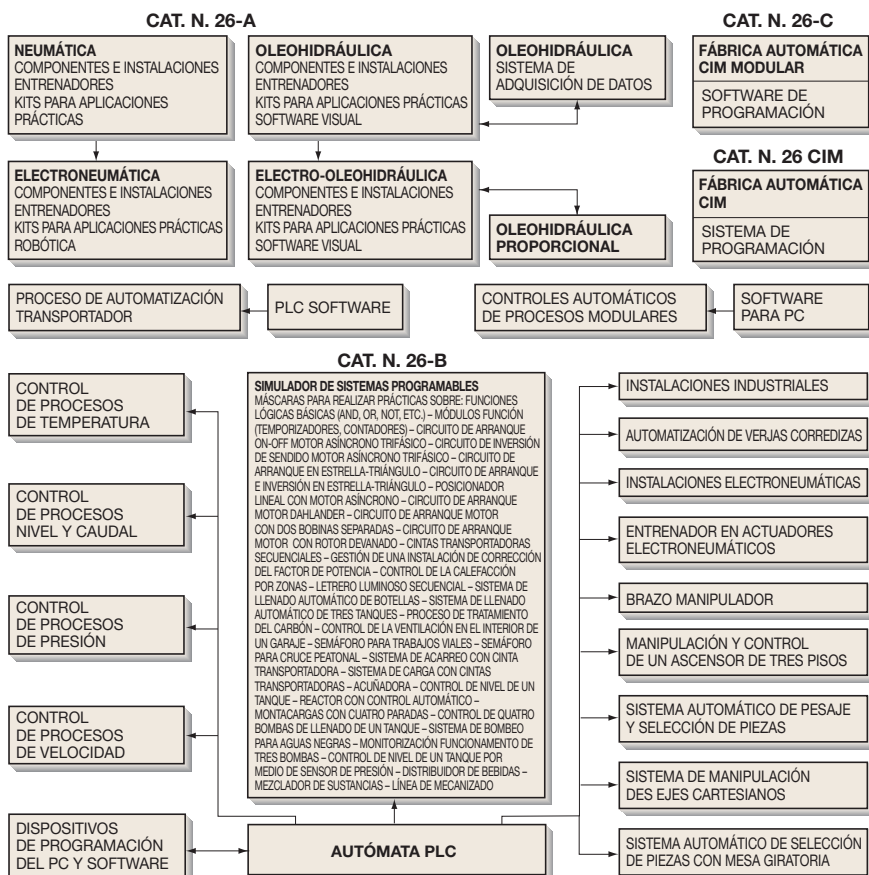 CAT. N. 26-A
NEUMÁTICA
COMPONENTES E INSTALACIONES
ENTRENADORES
KITS PARA APLICACIONES
PRÁCTICAS
OLEOHIDRÁULICA
COMPONENTES E INSTALACIONES
ENTRENADORES
KITS PARA APLICACIONES PRÁCTICAS
SOFTWARE VISUAL
OLEOHIDRÁULICA
SISTEMA DE
ADQUISICIÓN DE DATOS
CAT. N. 26-C
FÁBRICA AUTOMÁTICA
CIM MODULAR
SOFTWARE DE
PROGRAMACIÓN
ELECTRONEUMÁTICA
COMPONENTES E INSTALACIONES
ENTRENADORES
KITS PARA APLICACIONES PRÁCTICAS
ROBÓTICA
ELECTRO-OLEOHIDRÁULICA
COMPONENTES E INSTALACIONES
ENTRENADORES
KITS PARA APLICACIONES PRÁCTICAS
SOFTWARE VISUAL
OLEOHIDRÁULICA
PROPORCIONAL
CAT. N. 26 CIM
FÁBRICA AUTOMÁTICA
CIM
SISTEMA DE
PROGRAMACIÓN
PROCESO DE AUTOMATIZACIÓN
TRANSPORTADOR
PLC SOFTWARE
CONTROLES AUTOMÁTICOS
DE PROCESOS MODULARES
SOFTWARE
PARA PC
CAT. N. 26-B
CONTROL
DE PROCESOS
DE TEMPERATURA
CONTROL
DE PROCESOS
NIVEL Y CAUDAL
CONTROL
DE PROCESOS
DE PRESIÓN
CONTROL
DE PROCESOS
DE VELOCIDAD
DISPOSITIVOS
DE PROGRAMACIÓN
DEL PC Y SOFTWARE
SIMULADOR DE SISTEMAS PROGRAMABLES
MÁSCARAS PARA REALIZAR PRÁCTICAS SOBRE: FUNCIONES
LÓGICAS BÁSICAS (AND, OR, NOT, ETC.) – MÓDULOS FUNCIÓN
(TEMPORIZADORES, CONTADORES) – CIRCUITO DE ARRANQUE
ON-OFF MOTOR ASÍNCRONO TRIFÁSICO – CIRCUITO DE INVERSIÓN
DE SENDIDO MOTOR ASÍNCRONO TRIFÁSICO – CIRCUITO DE
ARRANQUE EN ESTRELLA-TRIÁNGULO – CIRCUITO DE ARRANQUE
E INVERSIÓN EN ESTRELLA-TRIÁNGULO – POSICIONADOR
LINEAL CON MOTOR ASÍNCRONO – CIRCUITO DE ARRANQUE
MOTOR DAHLANDER – CIRCUITO DE ARRANQUE MOTOR
CON DOS BOBINAS SEPARADAS – CIRCUITO DE ARRANQUE
MOTOR CON ROTOR DEVANADO – CINTAS TRANSPORTADORAS
SECUENCIALES – GESTIÓN DE UNA INSTALACIÓN DE CORRECCIÓN
DEL FACTOR DE POTENCIA – CONTROL DE LA CALEFACCIÓN
POR ZONAS – LETRERO LUMINOSO SECUENCIAL – SISTEMA DE
LLENADO AUTOMÁTICO DE BOTELLAS – SISTEMA DE LLENADO
AUTOMÁTICO DE TRES TANQUES – PROCESO DE TRATAMIENTO
DEL CARBÓN – CONTROL DE LA VENTILACIÓN EN EL INTERIOR DE
UN GARAJE – SEMÁFORO PARA TRABAJOS VIALES – SEMÁFORO
PARA CRUCE PEATONAL – SISTEMA DE ACARREO CON CINTA
TRANSPORTADORA – SISTEMA DE CARGA CON CINTAS
TRANSPORTADORAS – ACUÑADORA – CONTROL DE NIVEL DE UN
TANQUE – REACTOR CON CONTROL AUTOMÁTICO –
MONTACARGAS CON CUATRO PARADAS – CONTROL DE QUATRO
BOMBAS DE LLENADO DE UN TANQUE – SISTEMA DE BOMBEO
PARA AGUAS NEGRAS – MONITORIZACIÓN FUNCIONAMENTO DE
TRES BOMBAS – CONTROL DE NIVEL DE UN TANQUE POR
MEDIO DE SENSOR DE PRESIÓN – DISTRIBUIDOR DE BEBIDAS –
MEZCLADOR DE SUSTANCIAS – LÍNEA DE MECANIZADO
AUTÓMATA PLC
INSTALACIONES INDUSTRIALES
AUTOMATIZACIÓN DE VERJAS CORREDIZAS
INSTALACIONES ELECTRONEUMÁTICAS
ENTRENADOR EN ACTUADORES
ELECTRONEUMÁTICOS
BRAZO MANIPULADOR
MANIPULACIÓN Y CONTROL
DE UN ASCENSOR DE TRES PISOS
SISTEMA AUTOMÁTICO DE PESAJE
Y SELECCIÓN DE PIEZAS
SISTEMA DE MANIPULACIÓN
DES EJES CARTESIANOS
SISTEMA AUTOMÁTICO DE SELECCIÓN
DE PIEZAS CON MESA GIRATORIA